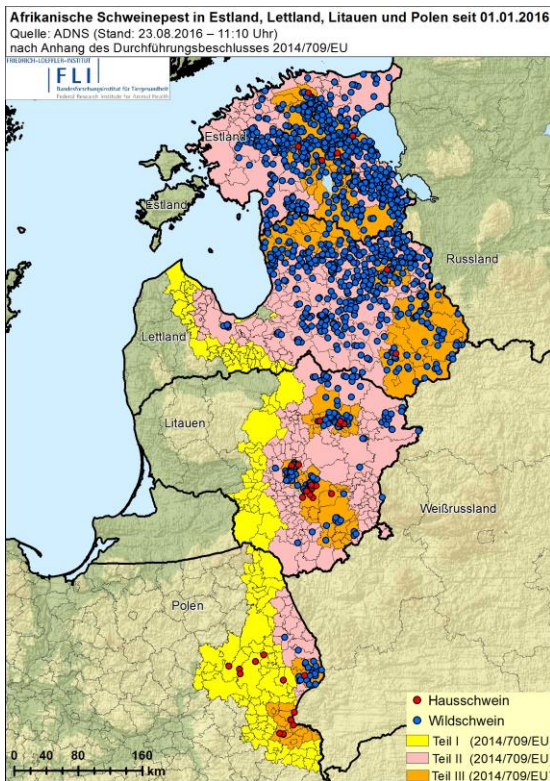 Afrikanische Schweinepest in Estland, Lettland, Litauen und Polen seit 01.01.2016
Quelle: ADNS (Stand: 23.08.2016 – 11:10 Uhr)
nach Anhang des Durchführungsbeschlusses 2014/709/EU
FRIEDRICH-LOEFFLER-INSTITUT
FLI
Bundesforschungsinstitut für Tiergesundheit
Federal Research Institute for Animal Health
Estland
Estland
Russland
Lettland
Litauen
Weißrussland
Polen
Hausschwein
Wildschwein
Teil I (2014/709/EU
Teil II (2014/709/EU
Teil III (2014/709/EU
0 40 80 160
km